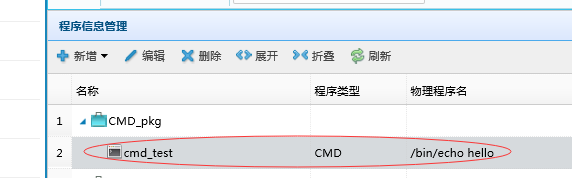 程序信息管理
新增 编辑 删除 展开 折叠 刷新
名称 程序类型 物理程序名
1 CMD_pkg
2 cmd_test CMD /bin/echo hello